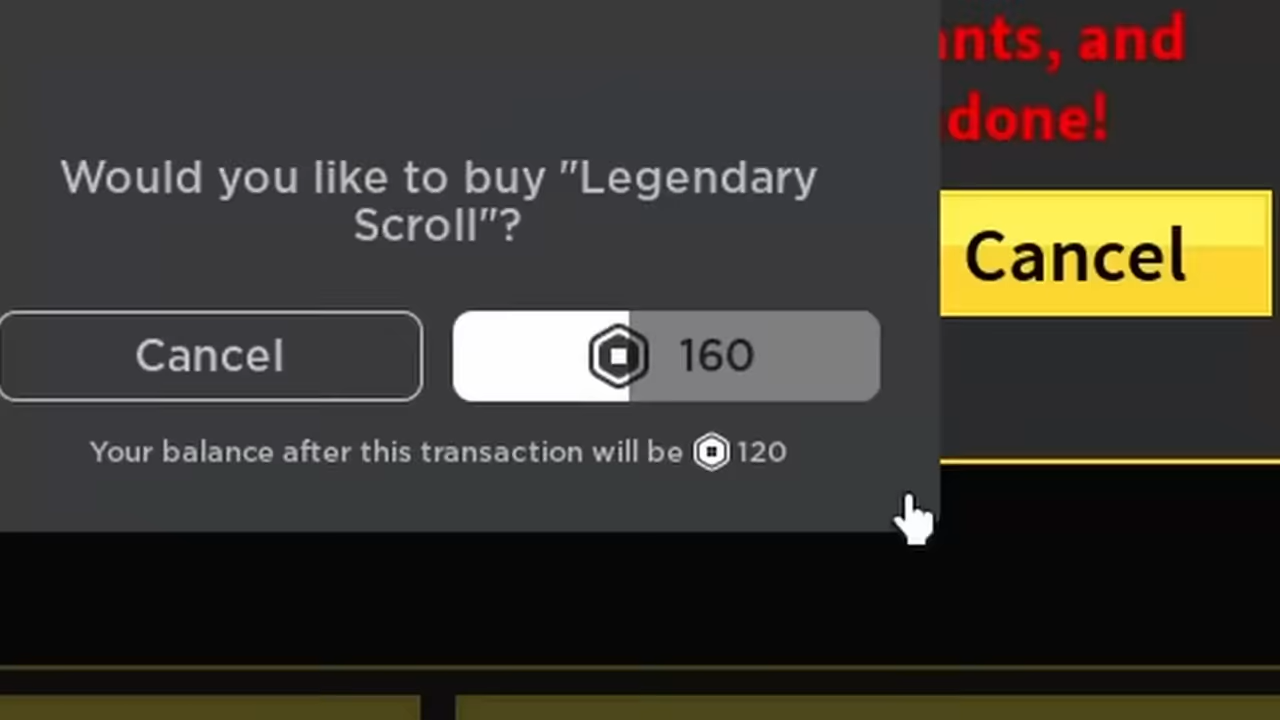 ants, and
done!
Would you like to buy "Legendary
Scroll"?
Cancel
Cancel
160
Your balance after this transaction will be 120